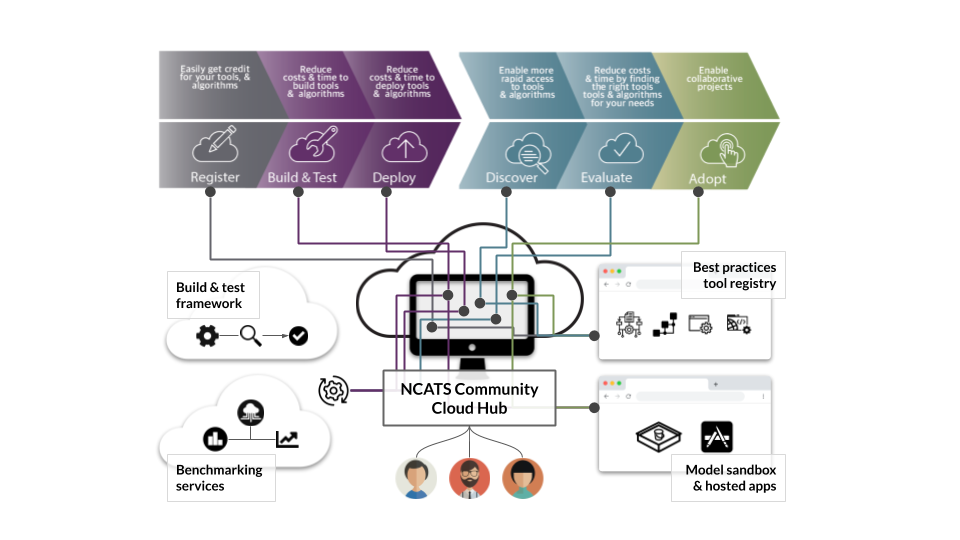 Easily get credit
for your tools, &
algorithms
Reduce
costs & time to
build tools
& algorithms
Reduce
costs & time to
deploy tools
& algorithms
Enable more
rapid access
to tools
& algorithms
Reduce costs
& time by finding
the right tools
tools & algorithms
for your needs
Enable
collaborative
projects
Register
Build & Test
Deploy
Discover
Evaluate
Adopt
Build & test
framework
Best practices
tool registry
NCATS Community
Cloud Hub
Benchmarking
services
Model sandbox
& hosted apps